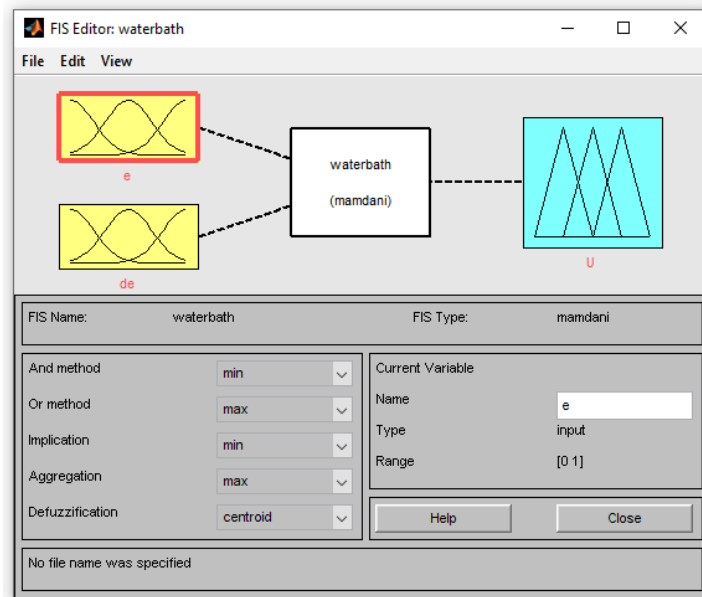 FIS Editor: waterbath
File Edit View
e
waterbath
(mamdani)
de
U
FIS Name: waterbath FIS Type: mamdani
And method min
Or method max
Implication min
Aggregation max
Defuzzification centroid
Current Variable
Name e
Type input
Range [0 1]
Help Close
No file name was specified